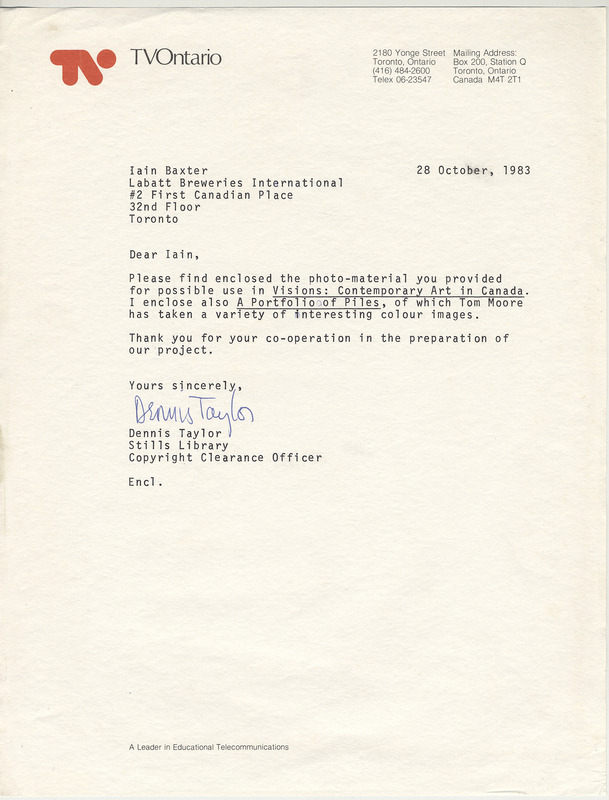 TVOntario
2180 Yonge Street
Toronto, Ontario
(416) 484-2600
Telex 06-23547
Mailing Address:
Box 200, Station Q
Toronto, Ontario
Canada M4T 2T1
28 October, 1983
Iain Baxter
Labatt Breweries International
#2 First Canadian Place
32nd Floor
Toronto
Dear Iain,
Please find enclosed the photo-material you provided
for possible use in Visions: Contemporary Art in Canada.
I enclose also A Portfolio of Piles, of which Tom Moore
has taken a variety of interesting colour images.
Thank you for your co-operation in the preparation of
our project.
Yours sincerely,
Dennis Taylor
Dennis Taylor
Stills Library
Copyright Clearance Officer
Encl.
A Leader in Educational Telecommunications